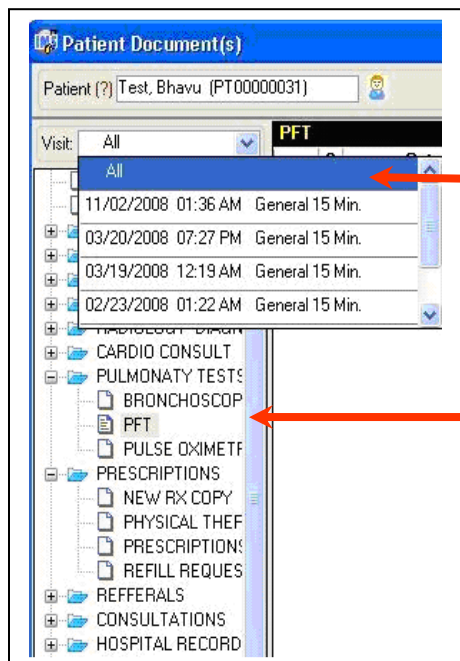 Patient Document(s)
Patient (?) Test, Bhavu (PT00000031)
Visit: All
PFT
All
11/02/2008 01:36 AM General 15 Min.
03/20/2008 07:27 PM General 15 Min.
03/19/2008 12:19 AM General 15 Min.
02/23/2008 01:22 AM General 15 Min.
CARDIO CONSULT
PULMONATY TESTS
BRONCHOSCOP
PFT
PULSE OXIMETF
PRESCRIPTIONS
NEW RX COPY
PHYSICAL THEF
PRESCRIPTIONS
REFILL REQUES
REFFERALS
CONSULTATIONS
HOSPITAL RECORD